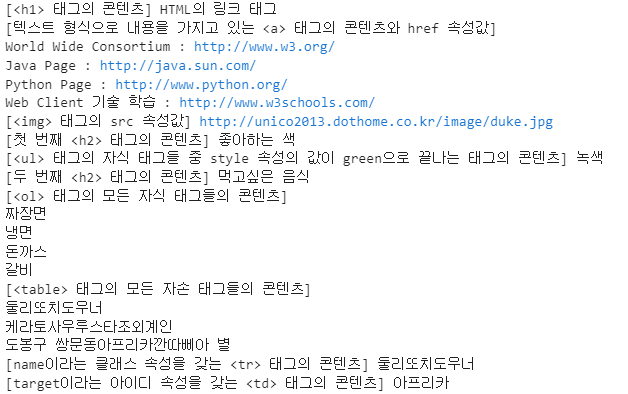 [<h1> 태그의 콘텐츠] HTML의 링크 태그
[텍스트 형식으로 내용을 가지고 있는 <a> 태그의 콘텐츠와 href 속성값]
World Wide Consortium : http://www.w3.org/
Java Page : http://java.sun.com/
Python Page : http://www.python.org/
Web Client 기술 학습 : http://www.w3schools.com/
[<img> 태그의 src 속성값] http://unico2013.dothome.co.kr/image/duke.jpg
[첫 번째 <h2> 태그의 콘텐츠] 좋아하는 색
[<ul> 태그의 자식 태그들 중 style 속성의 값이 green으로 끝나는 태그의 콘텐츠] 녹색
[두 번째 <h2> 태그의 콘텐츠] 먹고싶은 음식
[<ol> 태그의 모든 자식 태그들의 콘텐츠]
짜장면
냉면
돈까스
갈비
[<table> 태그의 모든 자손 태그들의 콘텐츠]
둘리또치도우너
케라토사우루스타조외계인
도봉구 쌍문동아프리카깐따삐아 별
[name이라는 클래스 속성을 갖는 <tr> 태그의 콘텐츠] 둘리또치도우너
[target이라는 아이디 속성을 갖는 <td> 태그의 콘텐츠] 아프리카